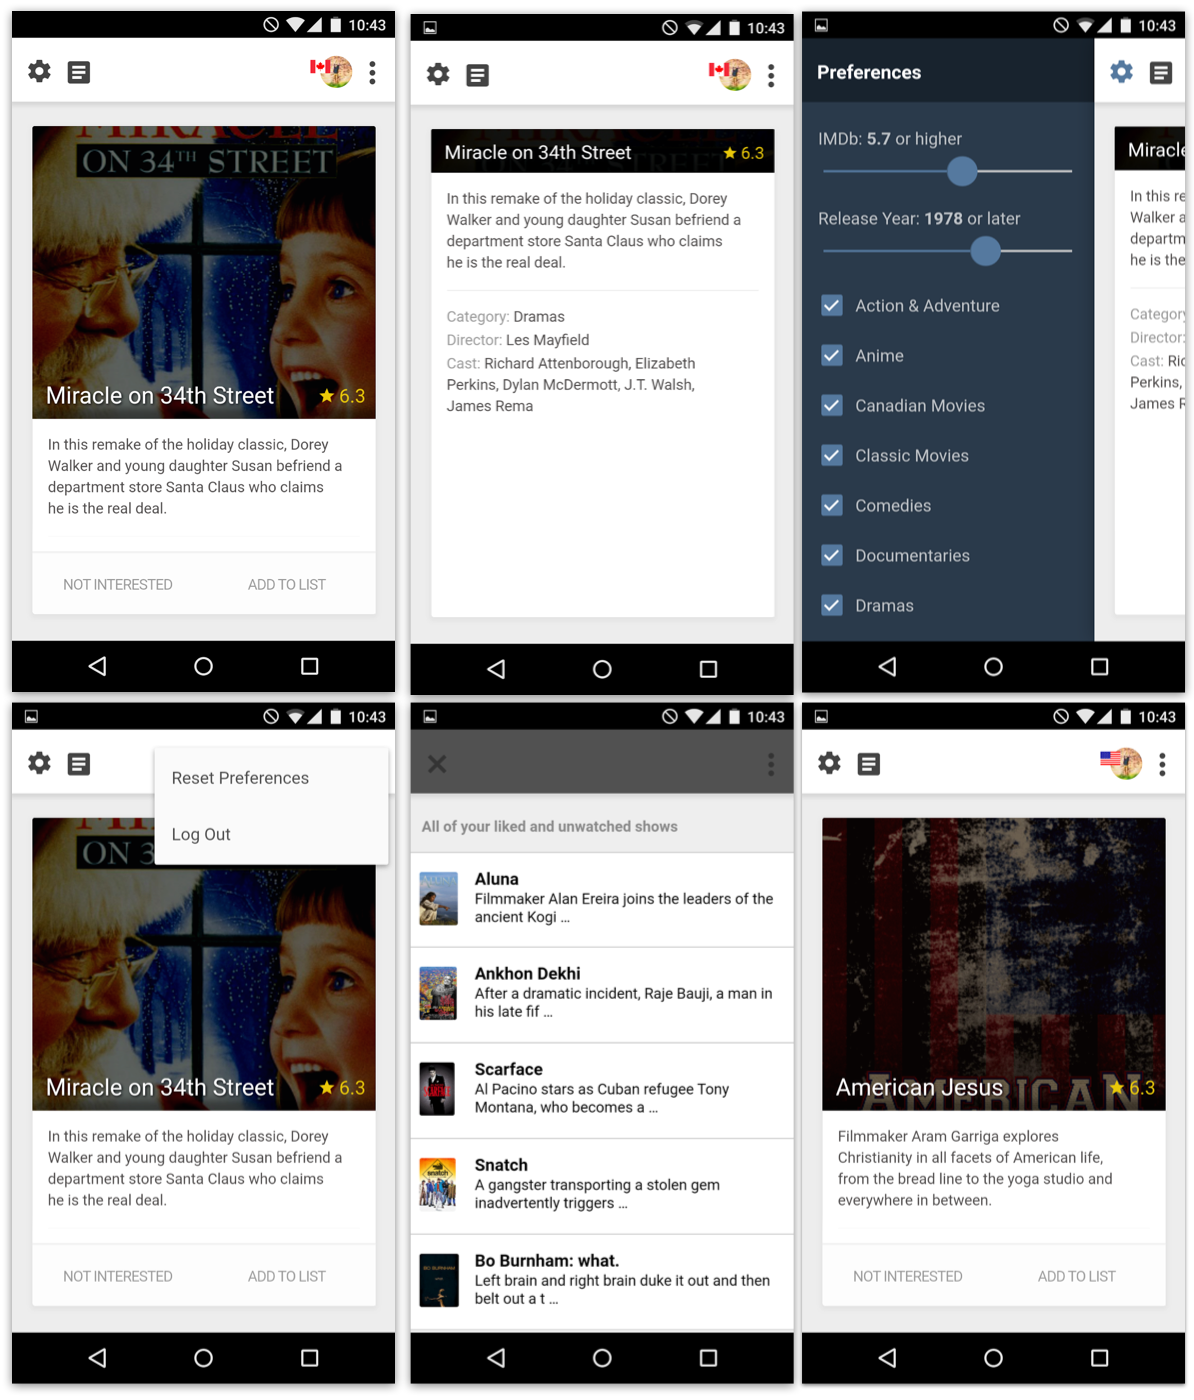 10:43
MIRACLE
ON 34TH STREET
Miracle on 34th Street
6.3
In this remake of the holiday classic, Dorey
Walker and young daughter Susan befriend a
department store Santa Claus who claims
he is the real deal.
NOT INTERESTED
ADD TO LIST
10:43
Miracle on 34th Street
6.3
In this remake of the holiday classic, Dorey
Walker and young daughter Susan befriend a
department store Santa Claus who claims
he is the real deal.
Category: Dramas
Director: Les Mayfield
Cast: Richard Attenborough, Elizabeth
Perkins, Dylan McDermott, J.T. Walsh,
James Rema
10:43
Preferences
IMDb: 5.7 or higher
Release Year: 1978 or later
Action & Adventure
Anime
Canadian Movies
Classic Movies
Comedies
Documentaries
Dramas
Miracle
In this re
Walker a
departm
he is the
Category
Director:
Cast: Ric
Perkins,
James R
10:43
Reset Preferences
Log Out
ON 3
Miracle on 34th Street
6.3
In this remake of the holiday classic, Dorey
Walker and young daughter Susan befriend a
department store Santa Claus who claims
he is the real deal.
NOT INTERESTED
ADD TO LIST
10:43
All of your liked and unwatched shows
Aluna
Filmmaker Alan Ereira joins the leaders of the
ancient Kogi ...
Ankhon Dekhi
After a dramatic incident, Raje Bauji, a man in
his late fif ...
Scarface
Al Pacino stars as Cuban refugee Tony
Montana, who becomes a ...
snatch
Snatch
A gangster transporting a stolen gem
inadvertently triggers ...
BO BURNHAM
Bo Burnham: what.
Left brain and right brain duke it out and then
belt out a t ...
10:43
AMERICAN
American Jesus
6.3
Filmmaker Aram Garriga explores
Christianity in all facets of American life,
from the bread line to the yoga studio and
everywhere in between.
NOT INTERESTED
ADD TO LIST